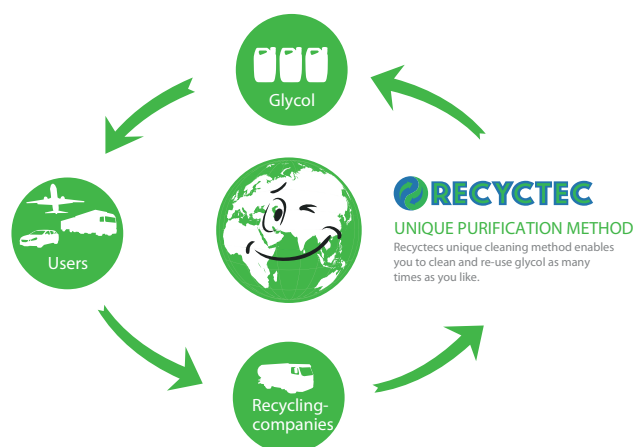 Glycol
RECYCTEC
UNIQUE PURIFICATION METHOD
Recyctecs unique cleaning method enables
you to clean and re-use glycol as many
times as you like.
Users
Recycling-
companies